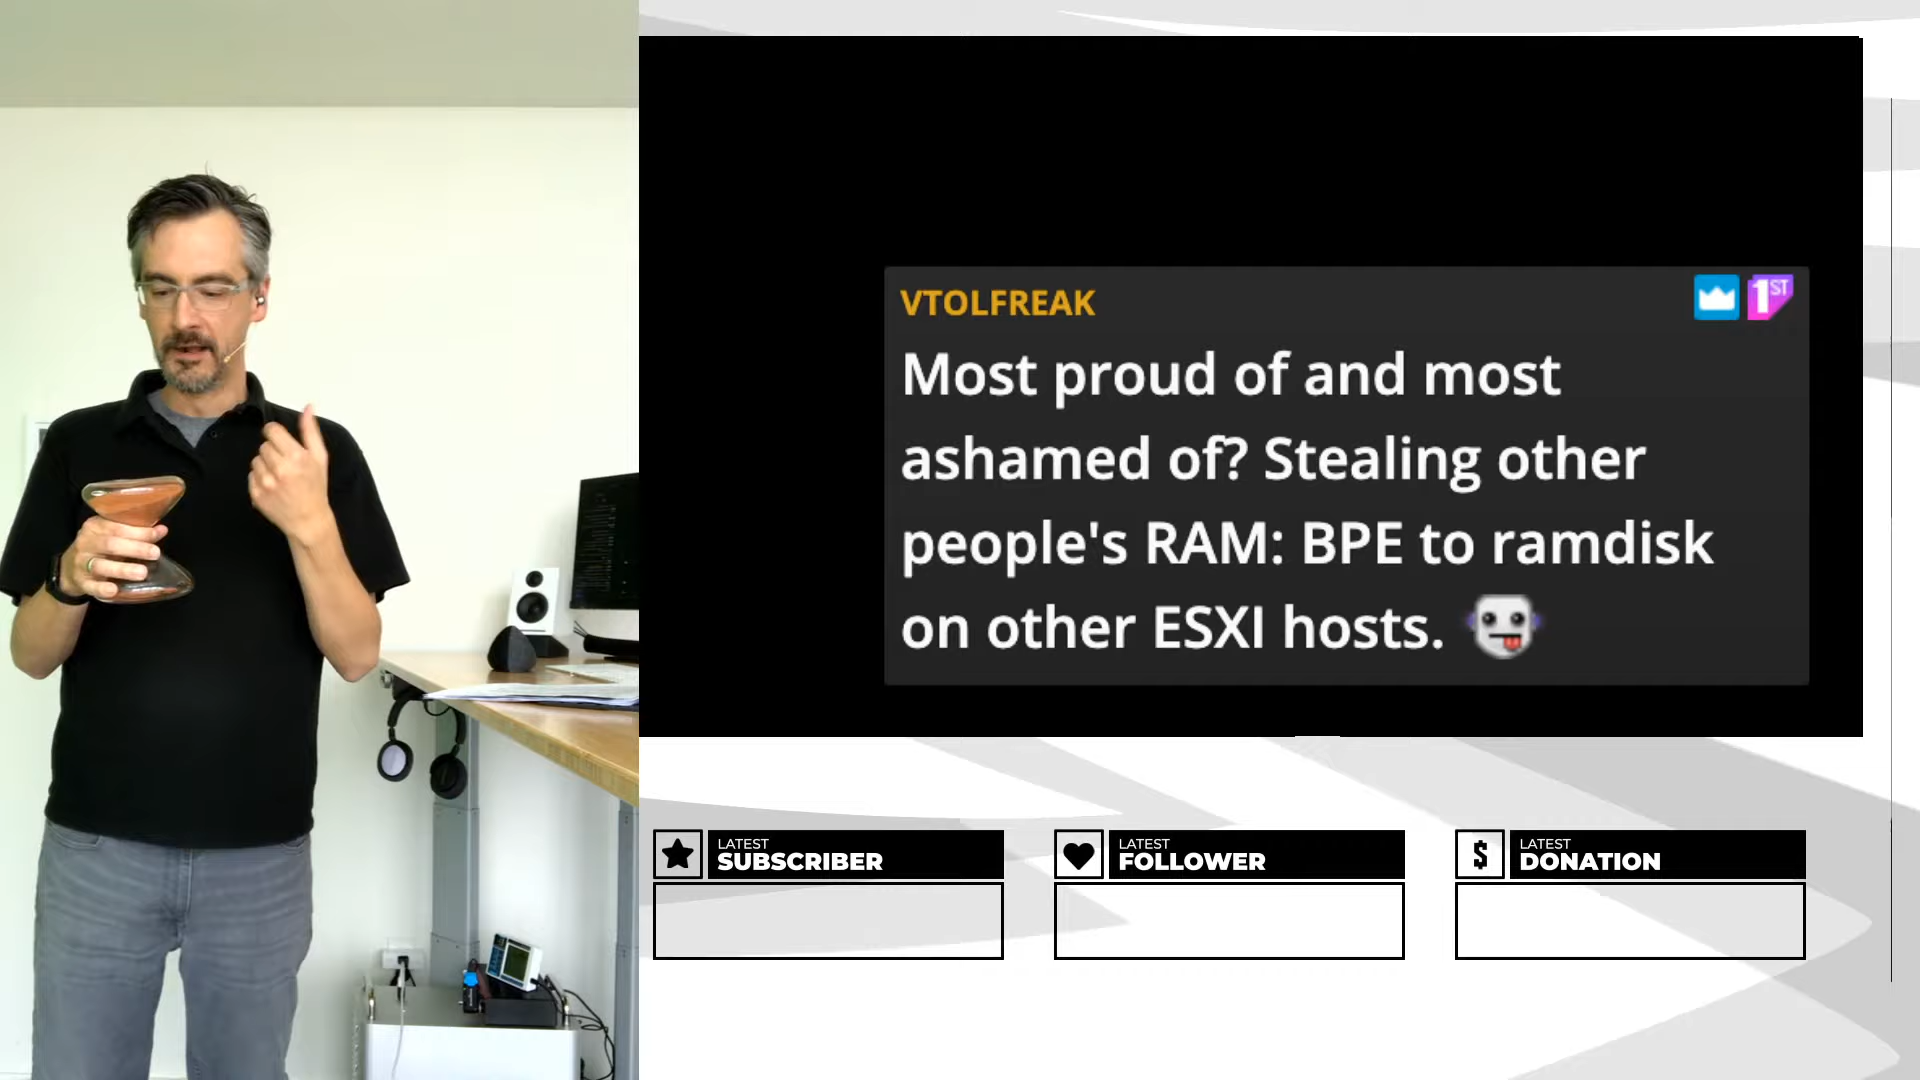 VTOLFREAK
1ST
Most proud of and most
ashamed of? Stealing other
people's RAM: BPE to ramdisk
on other ESXI hosts.
LATEST
SUBSCRIBER
LATEST
FOLLOWER
$
LATEST
DONATION